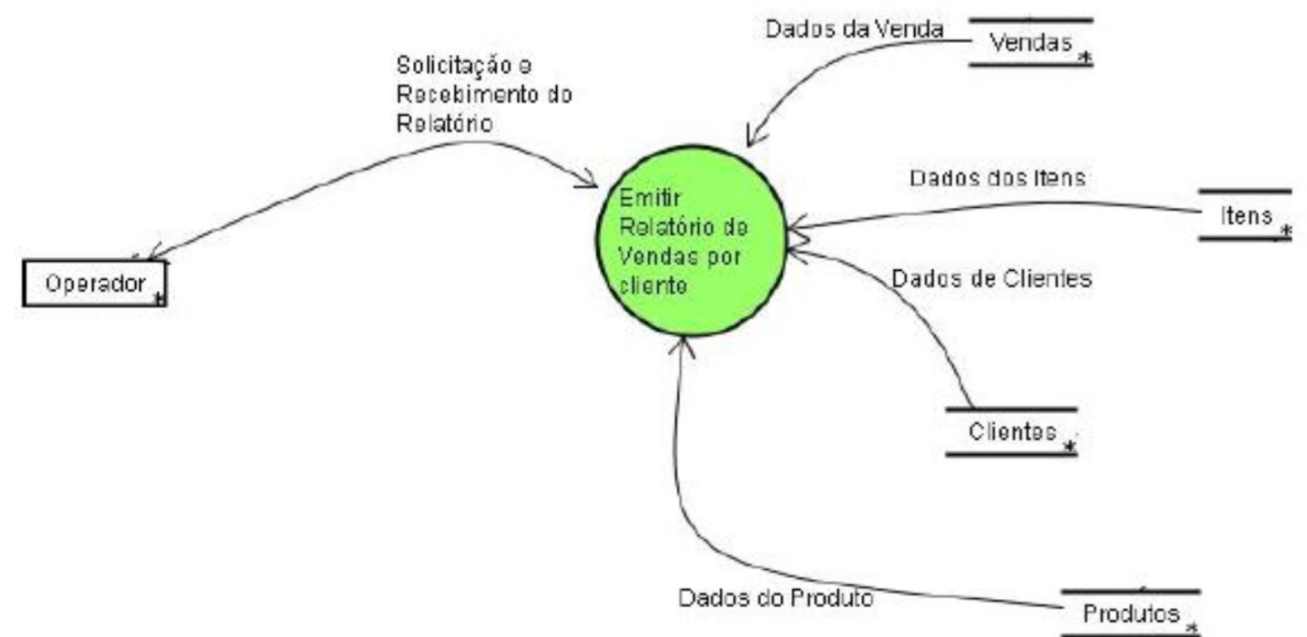 Dados da Venda
Vendas *
Solicitação e
Recebimento do
Relatório
Dados dos Itens
Itens *
Emitir
Relatório de
Vendas por
cliente
Operador *
Dados de Clientes
Clientes *
Dados do Produto
Produtos *